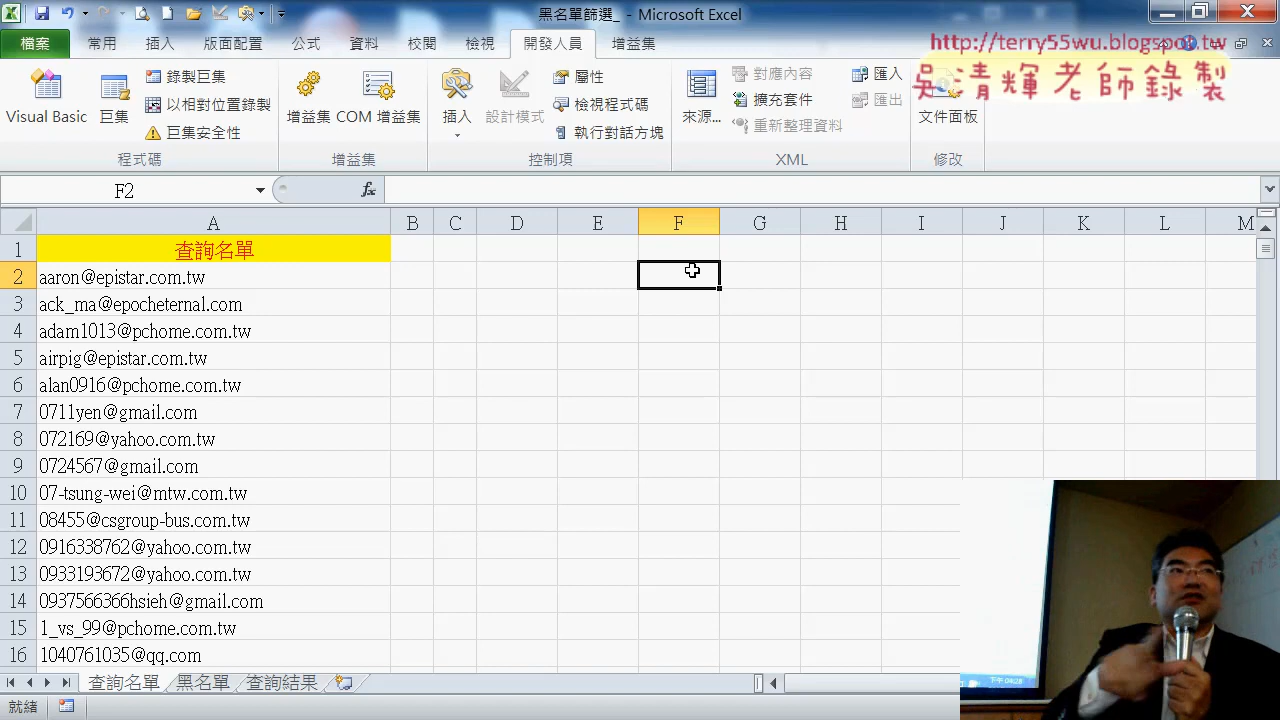 黑名單篩選_ - Microsoft Excel
檔案 常用 插入 版面配置 公式 資料 校閱 檢視 開發人員 增益集
http://terry55wu.blogspot.tw
吳清輝老師錄製
Visual Basic 巨集 錄製巨集 以相對位置錄製 巨集安全性 程式碼
增益集 COM 增益集 增益集
插入 設計模式 屬性 檢視程式碼 執行對話方塊 控制項
來源... 對應內容 擴充套件 重新整理資料 匯入 匯出 XML
文件面板 修改
F2 fx
A B C D E F G H I J K L M
1 查詢名單
2 aaron@epistar.com.tw
3 ack_ma@epocheternal.com
4 adam1013@pchome.com.tw
5 airpig@epistar.com.tw
6 alan0916@pchome.com.tw
7 0711yen@gmail.com
8 072169@yahoo.com.tw
9 0724567@gmail.com
10 07-tsung-wei@mtw.com.tw
11 08455@csgroup-bus.com.tw
12 0916338762@yahoo.com.tw
13 0933193672@yahoo.com.tw
14 0937566366hsieh@gmail.com
15 1_vs_99@pchome.com.tw
16 1040761035@qq.com
查詢名單 黑名單 查詢結果
就緒
下午 04:28